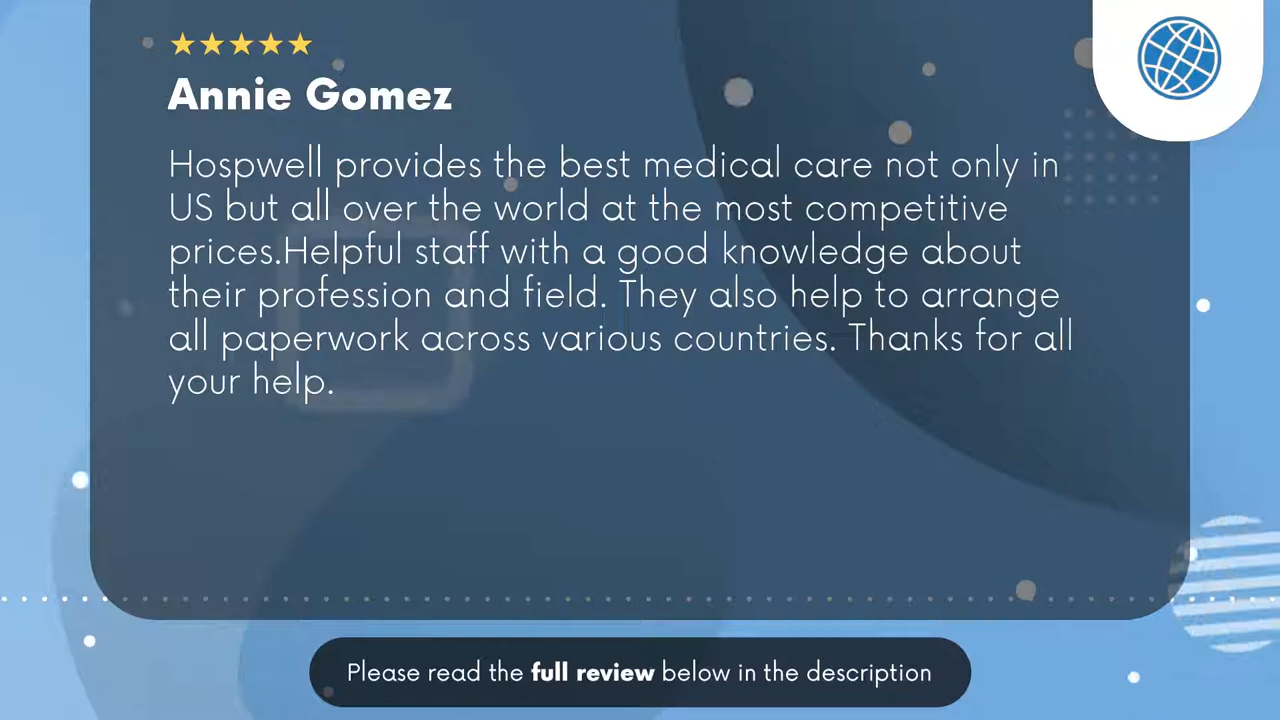 Annie Gomez
Hospwell provides the best medical care not only in
US but all over the world at the most competitive
prices.Helpful staff with a good knowledge about
their profession and field. They also help to arrange
all paperwork across various countries. Thanks for all
your help.
Please read the full review below in the description